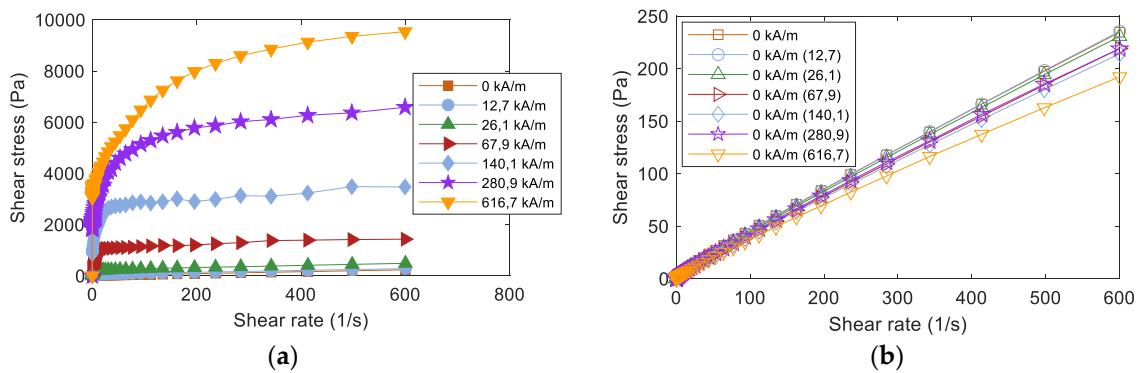 (a)
10000
8000
6000
4000
2000
0
Shear stress (Pa)
0
200
400
600
800
Shear rate (1/s)
0 kA/m
12,7 kA/m
26,1 kA/m
67,9 kA/m
140,1 kA/m
280,9 kA/m
616,7 kA/m
(b)
250
200
150
100
50
0
Shear stress (Pa)
0
100
200
300
400
500
600
Shear rate (1/s)
0 kA/m
0 kA/m (12,7)
0 kA/m (26,1)
0 kA/m (67,9)
0 kA/m (140,1)
0 kA/m (280,9)
0 kA/m (616,7)